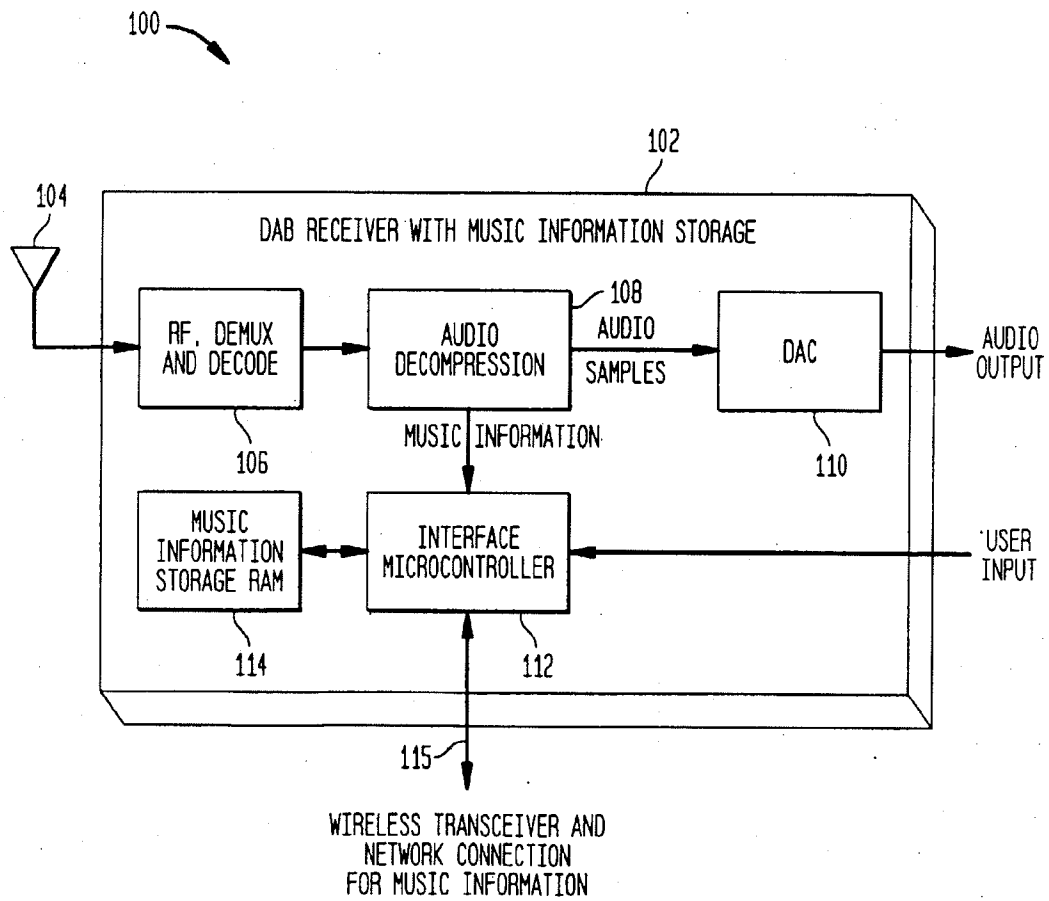 100
102
104
DAB RECEIVER WITH MUSIC INFORMATION STORAGE
RF, DEMUX
AND DECODE
106
AUDIO
DECOMPRESSION
108
AUDIO
SAMPLES
DAC
110
AUDIO
OUTPUT
MUSIC INFORMATION
MUSIC
INFORMATION
STORAGE RAM
114
INTERFACE
MICROCONTROLLER
112
USER
INPUT
115
WIRELESS TRANSCEIVER AND
NETWORK CONNECTION
FOR MUSIC INFORMATION